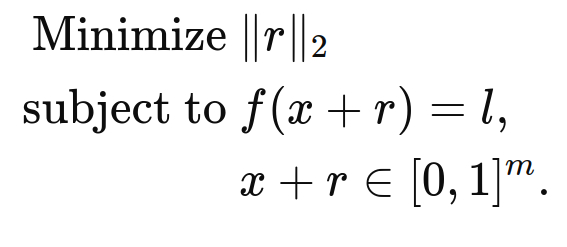 Minimize ‖r‖₂
subject to f(x + r) = l,
x + r ∈ [0, 1]ᵐ.